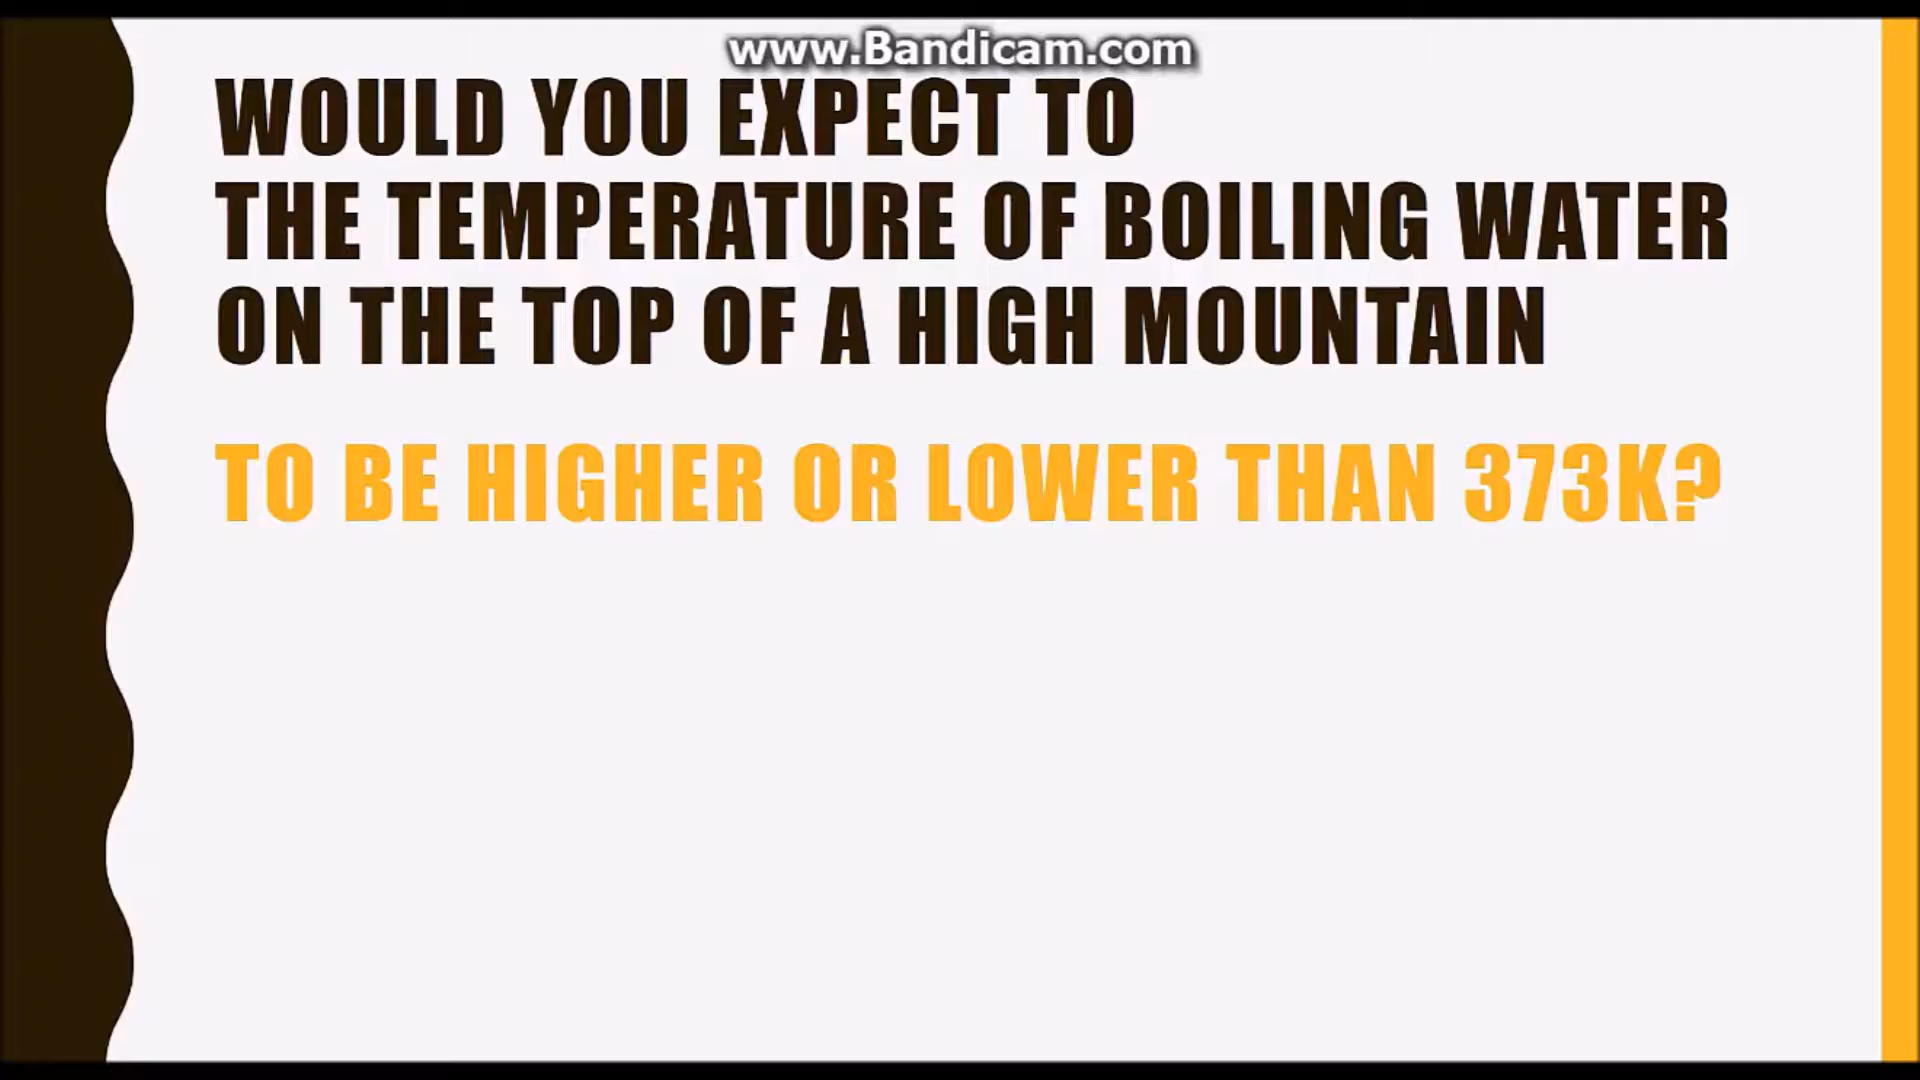 www.Bandicam.com
WOULD YOU EXPECT TO
THE TEMPERATURE OF BOILING WATER
ON THE TOP OF A HIGH MOUNTAIN
TO BE HIGHER OR LOWER THAN 373K?